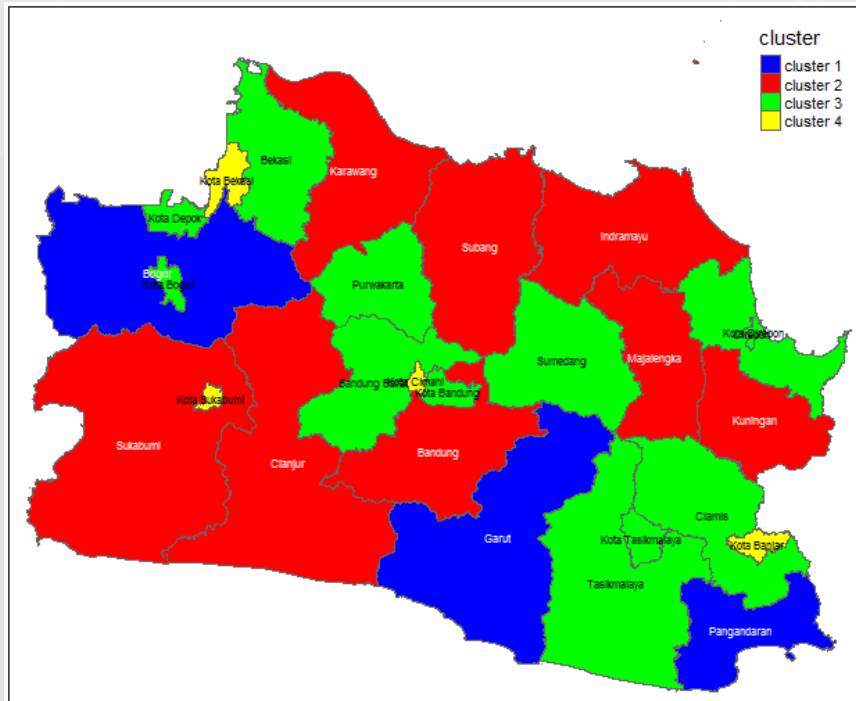 cluster
cluster 1
cluster 2
cluster 3
cluster 4
Bekasi
Karawang
Kota Bekasi
Kota Depok
Subang
Indramayu
Bogor
Kota Bogor
Purwakarta
Kota Cirebon
Cirebon
Sumedang
Majalengka
Bandung Barat
Kota Cimahi
Kota Bandung
Kota Sukabumi
Kuningan
Sukabumi
Cianjur
Bandung
Ciamis
Garut
Kota Tasikmalaya
Kota Banjar
Tasikmalaya
Pangandaran